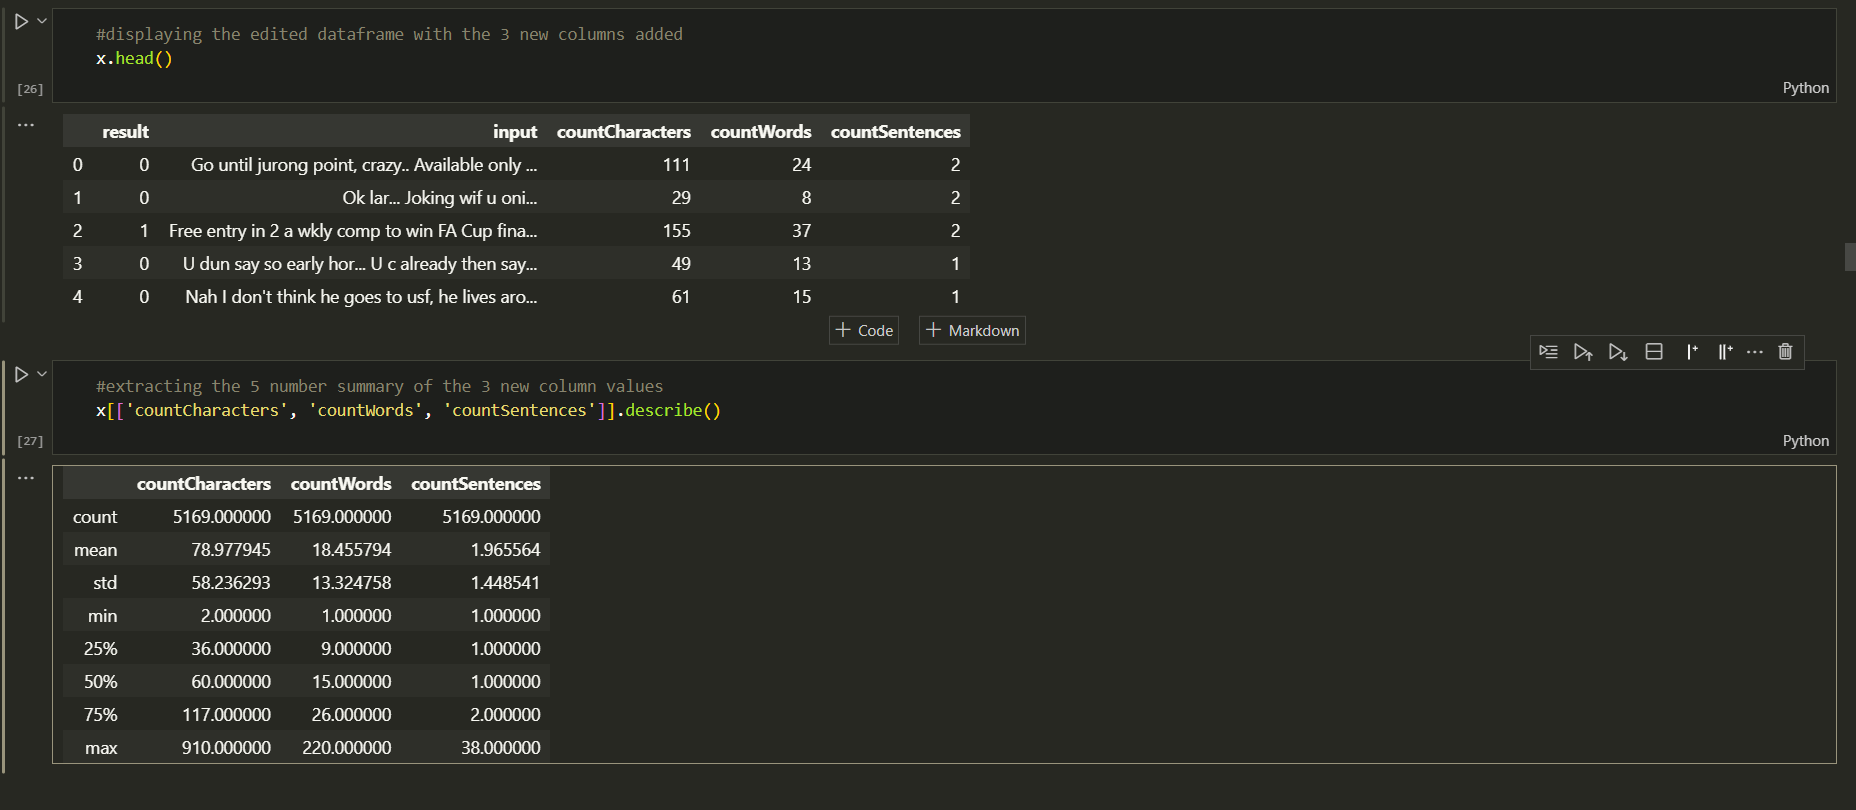 #displaying the edited dataframe with the 3 new columns added
x.head()
[26]
Python
...
result input countCharacters countWords countSentences
0 0 Go until jurong point, crazy.. Available only ... 111 24 2
1 0 Ok lar... Joking wif u oni... 29 8 2
2 1 Free entry in 2 a wkly comp to win FA Cup fina... 155 37 2
3 0 U dun say so early hor... U c already then say... 49 13 1
4 0 Nah I don't think he goes to usf, he lives aro... 61 15 1
+ Code + Markdown
#extracting the 5 number summary of the 3 new column values
x[['countCharacters', 'countWords', 'countSentences']].describe()
[27]
Python
...
countCharacters countWords countSentences
count 5169.000000 5169.000000 5169.000000
mean 78.977945 18.455794 1.965564
std 58.236293 13.324758 1.448541
min 2.000000 1.000000 1.000000
25% 36.000000 9.000000 1.000000
50% 60.000000 15.000000 1.000000
75% 117.000000 26.000000 2.000000
max 910.000000 220.000000 38.000000